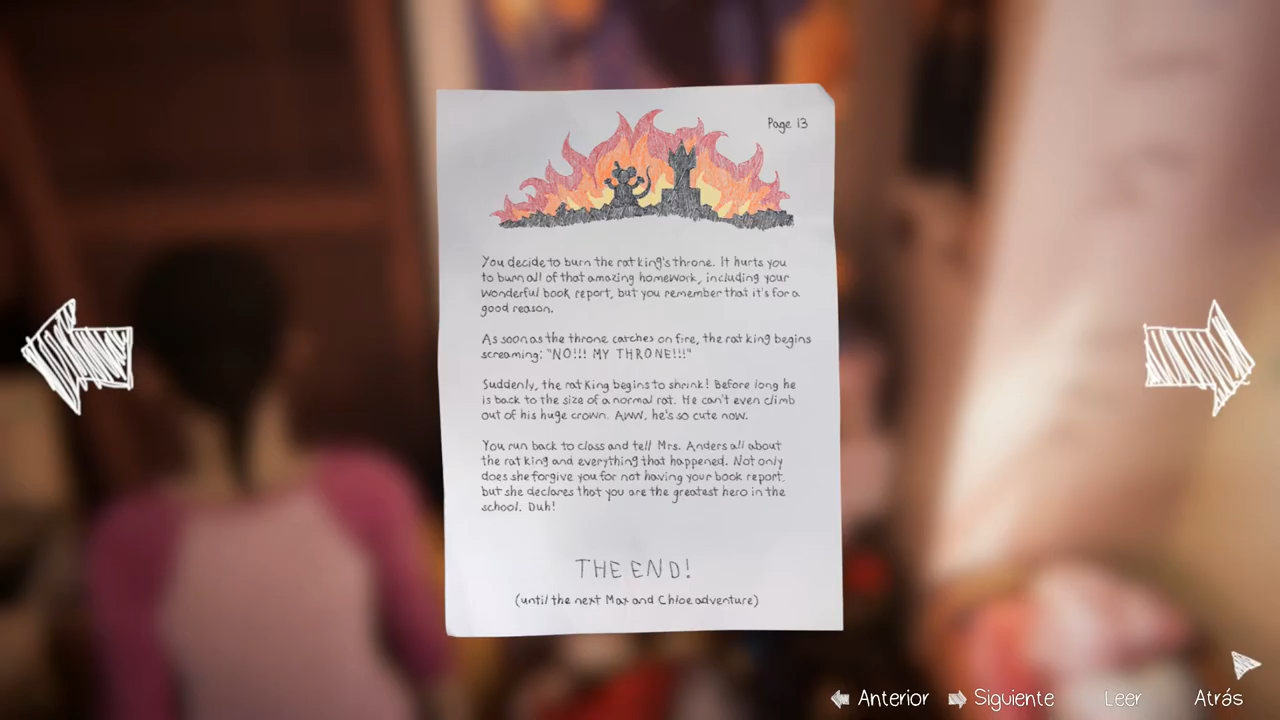 Page 13
You decide to burn the rat king's throne. It hurts you
to burn all of that amazing homework, including your
wonderful book report, but you remember that it's for a
good reason.
As soon as the throne catches on fire, the rat king begins
screaming: "NO!!! MY THRONE!!!"
Suddenly, the rat king begins to shrink! Before long he
is back to the size of a normal rat. He can't even climb
out of his huge crown. Aww, he's so cute now.
You run back to class and tell Mrs. Anders all about
the rat king and everything that happened. Not only
does she forgive you for not having your book report,
but she declares that you are the greatest hero in the
school. Duh!
THE END!
(until the next Max and Chloe adventure)
Anterior Siguiente Leer Atrás